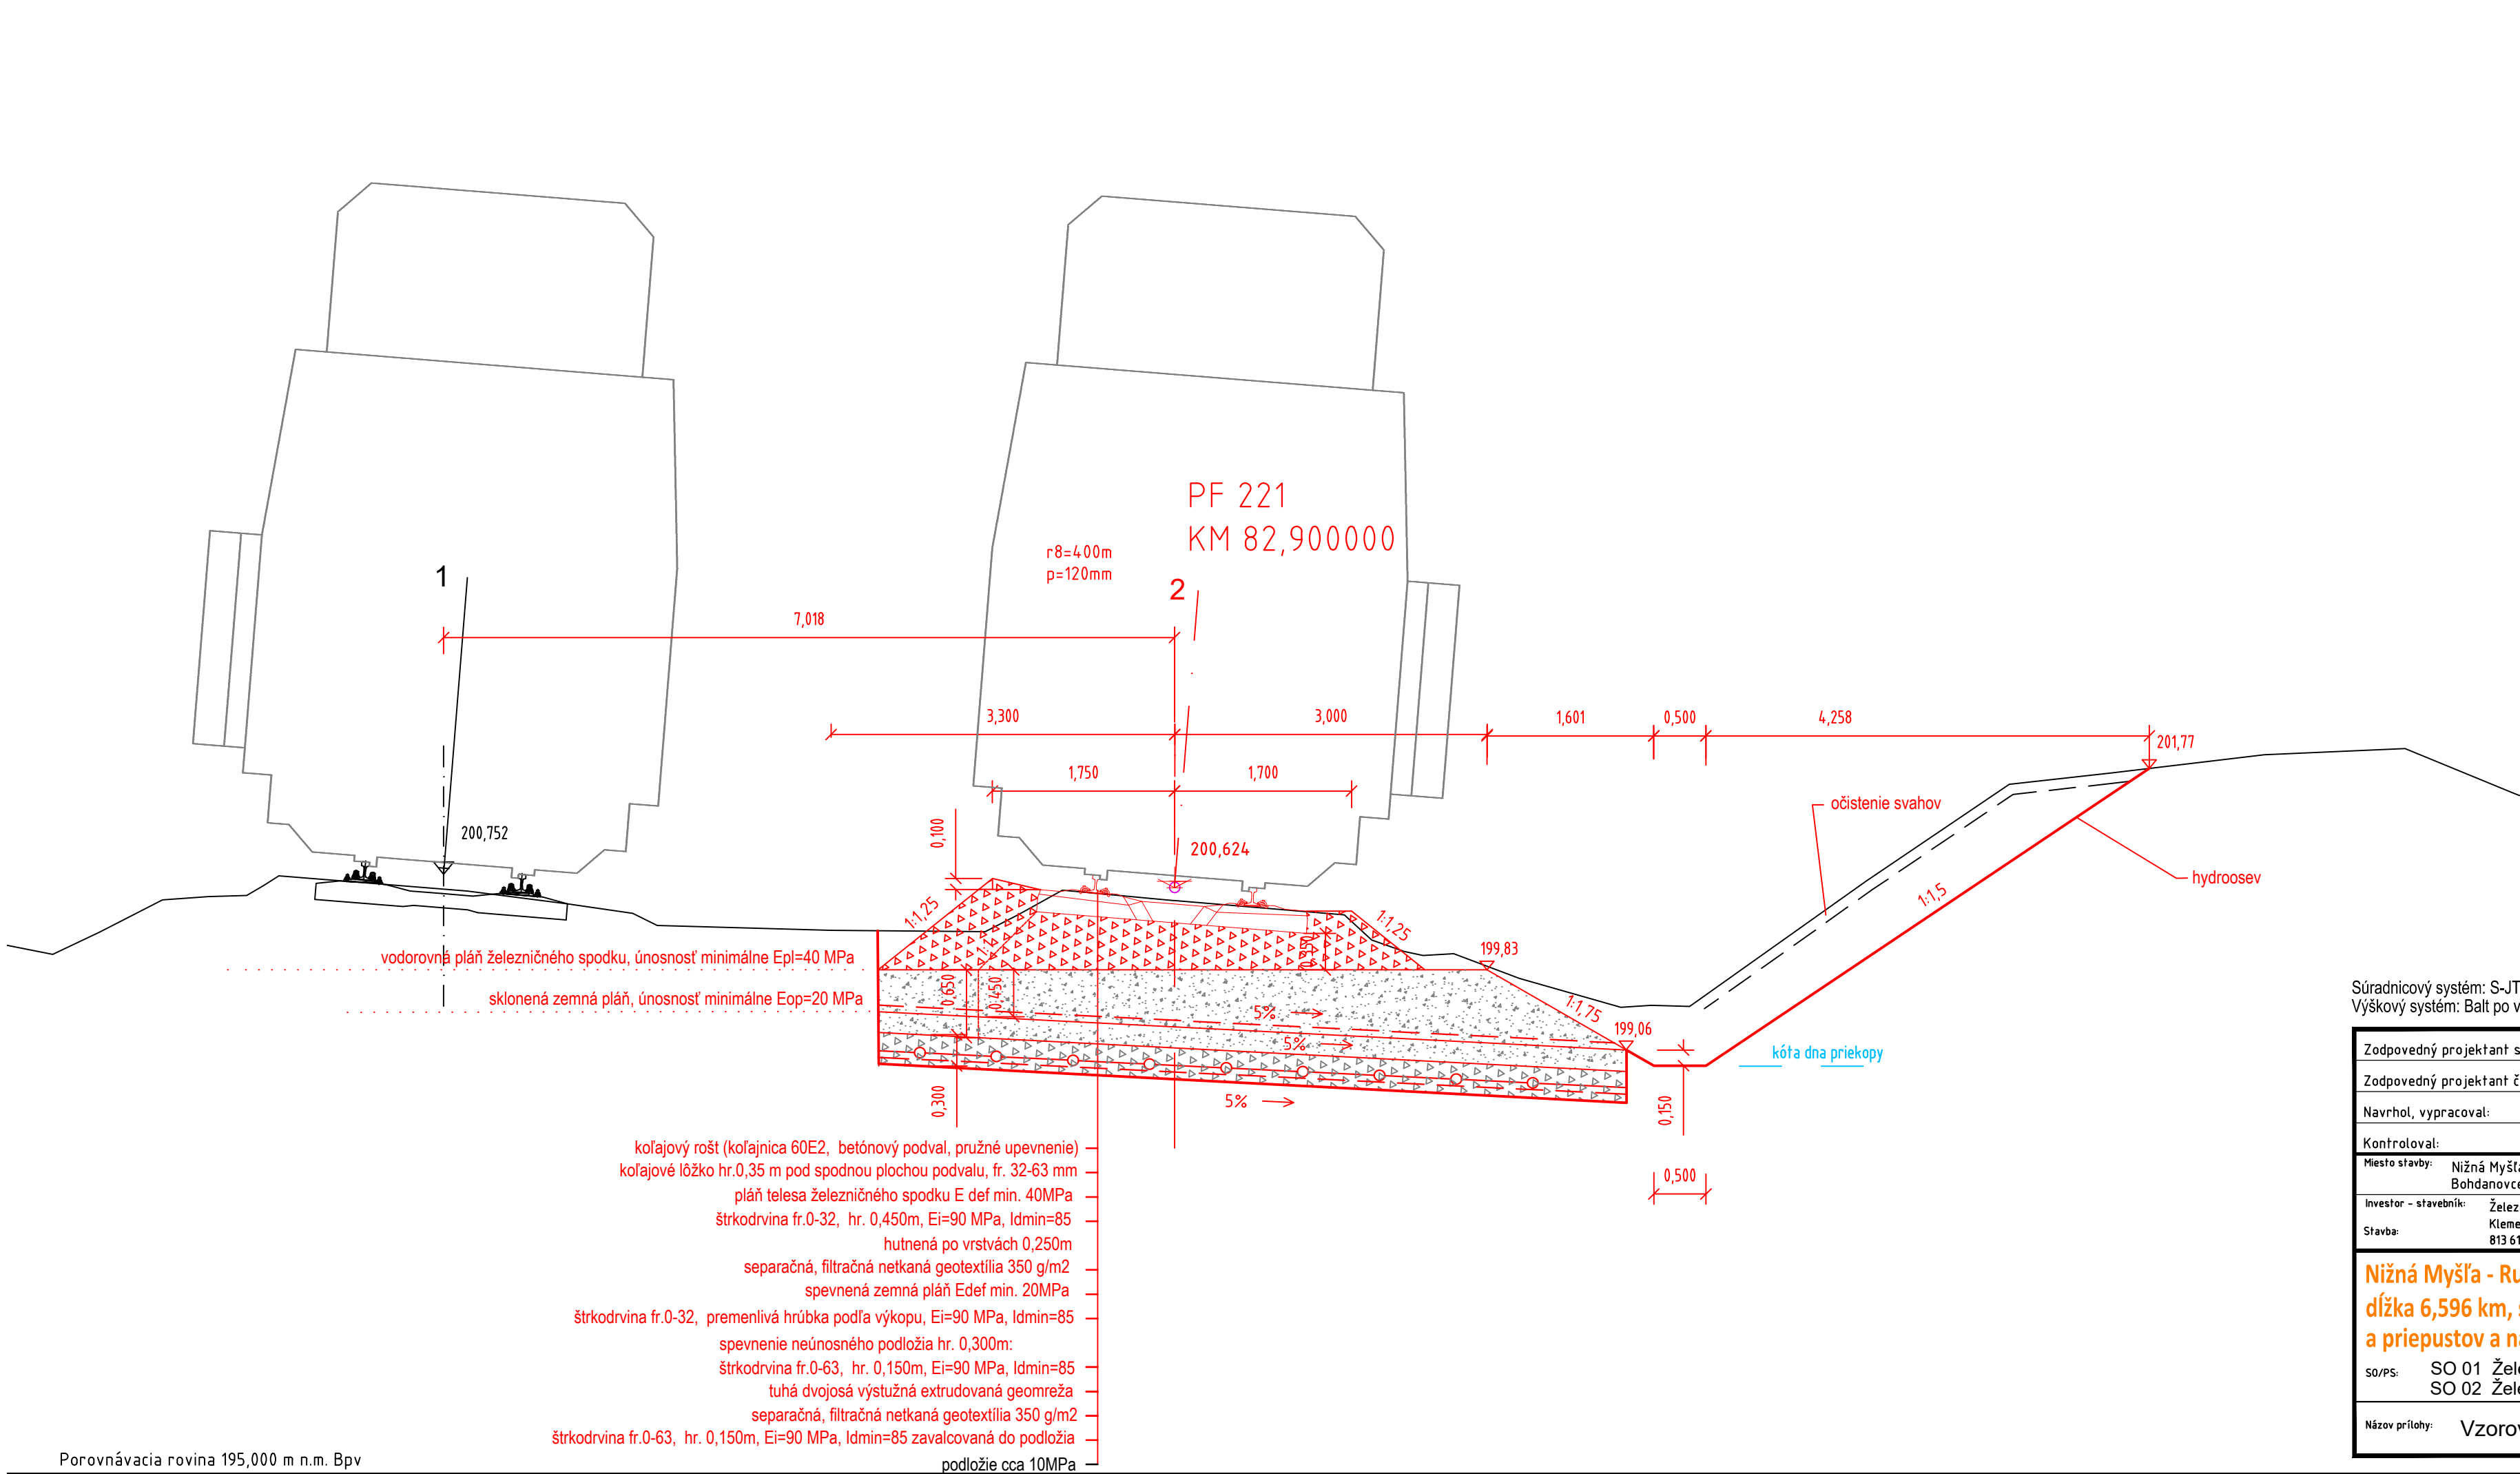 PF 221
KM 82,900000
r8=400m
p=120mm
1
2
7,018
3,300
3,000
1,601
0,500
4,258
201,77
1,750
1,700
očistenie svahov
0,100
200,752
200,624
hydroosev
1:1,25
1:1,25
1:1,5
199,83
vodorovná pláň železničného spodku, únosnosť minimálne Epl=40 MPa
sklonená zemná pláň, únosnosť minimálne Eop=20 MPa
0,650
0,450
1:1,75
5%
199,06
5%
kóta dna priekopy
5%
0,300
0,150
0,500
koľajový rošt (koľajnica 60E2, betónový podval, pružné upevnenie)
koľajové lôžko hr.0,35 m pod spodnou plochou podvalu, fr. 32-63 mm
pláň telesa železničného spodku E def min. 40MPa
štrkodrvina fr.0-32, hr. 0,450m, Ei=90 MPa, Idmin=85
hutnená po vrstvách 0,250m
separačná, filtračná netkaná geotextília 350 g/m2
spevnená zemná pláň Edef min. 20MPa
štrkodrvina fr.0-32, premenlivá hrúbka podľa výkopu, Ei=90 MPa, Idmin=85
spevnenie neúnosného podložia hr. 0,300m:
štrkodrvina fr.0-63, hr. 0,150m, Ei=90 MPa, Idmin=85
tuhá dvojosá výstužná extrudovaná geomreža
separačná, filtračná netkaná geotextília 350 g/m2
štrkodrvina fr.0-63, hr. 0,150m, Ei=90 MPa, Idmin=85 zavalcovaná do podložia
podložie cca 10MPa
Porovnávacia rovina 195,000 m n.m. Bpv
Súradnicový systém: S-JT
Výškový systém: Balt po v
Zodpovedný projektant s
Zodpovedný projektant č
Navrhol, vypracoval:
Kontroloval:
Miesto stavby: Nižná Myšľa
Bohdanovce
Investor - stavebník: Želez
Kleme
Stavba:
813 61
Nižná Myšľa - Ru
dĺžka 6,596 km, s
a priepustov a na
SO/PS: SO 01 Žele
SO 02 Žele
Názov prílohy: Vzorov